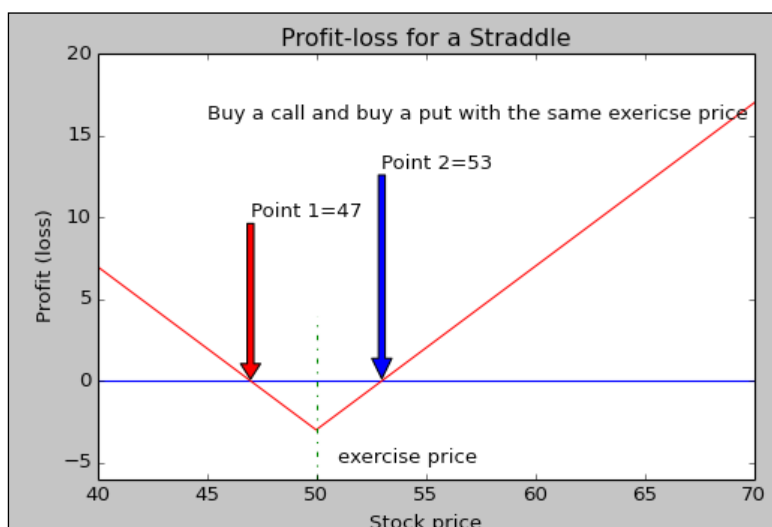 Profit-loss for a Straddle
20
Buy a call and buy a put with the same exericse price
15
Point 2=53
Point 1=47
10
Profit (loss)
5
0
exercise price
−5
40 45 50 55 60 65 70
Stock price